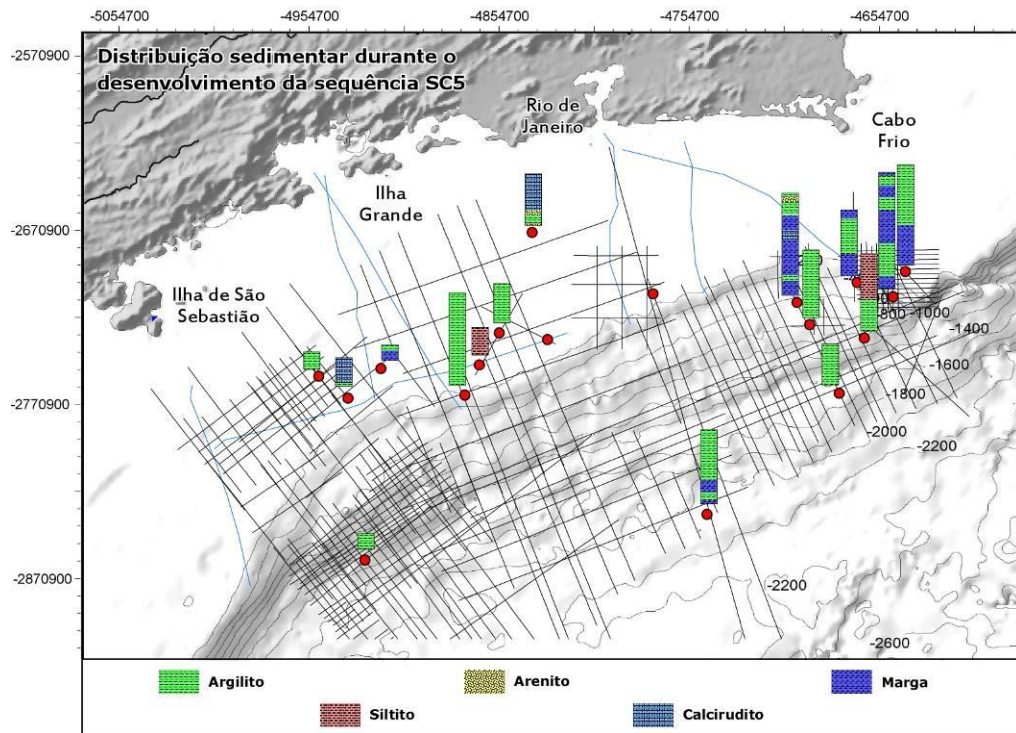 -5054700 -4954700 -4854700 -4754700 -4654700
-2570900
Distribuição sedimentar durante o
desenvolvimento da sequência SC5
Rio de
Janeiro
Cabo
Frio
-2670900
Ilha
Grande
Ilha de São
Sebastião
800
-1000
-1400
-1600
-2770900
-1800
-2000
-2200
-2870900
-2200
-2600
Argilito Arenito Marga
Siltito Calcirudito